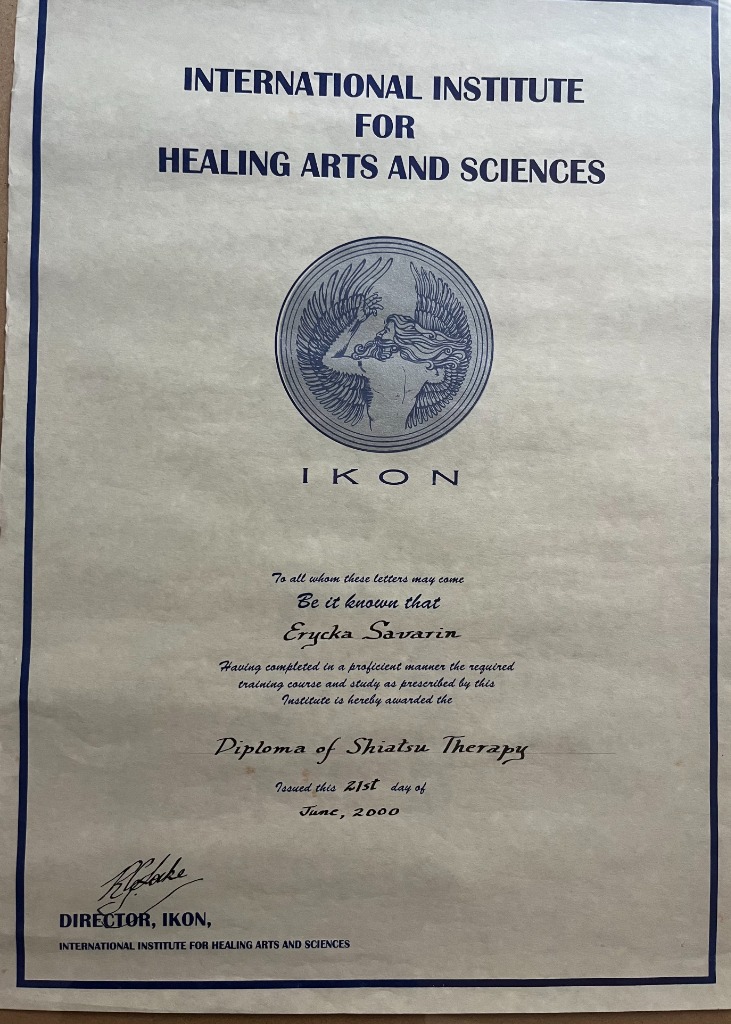 INTERNATIONAL INSTITUTE
FOR
HEALING ARTS AND SCIENCES
IKON
To all whom these letters may come
Be it known that
Erycka Savarin
Having completed in a proficient manner the required
training course and study as prescribed by this
Institute is hereby awarded the
Diploma of Shiatsu Therapy
Issued this 21st day of
June, 2000
DIRECTOR, IKON,
INTERNATIONAL INSTITUTE FOR HEALING ARTS AND SCIENCES